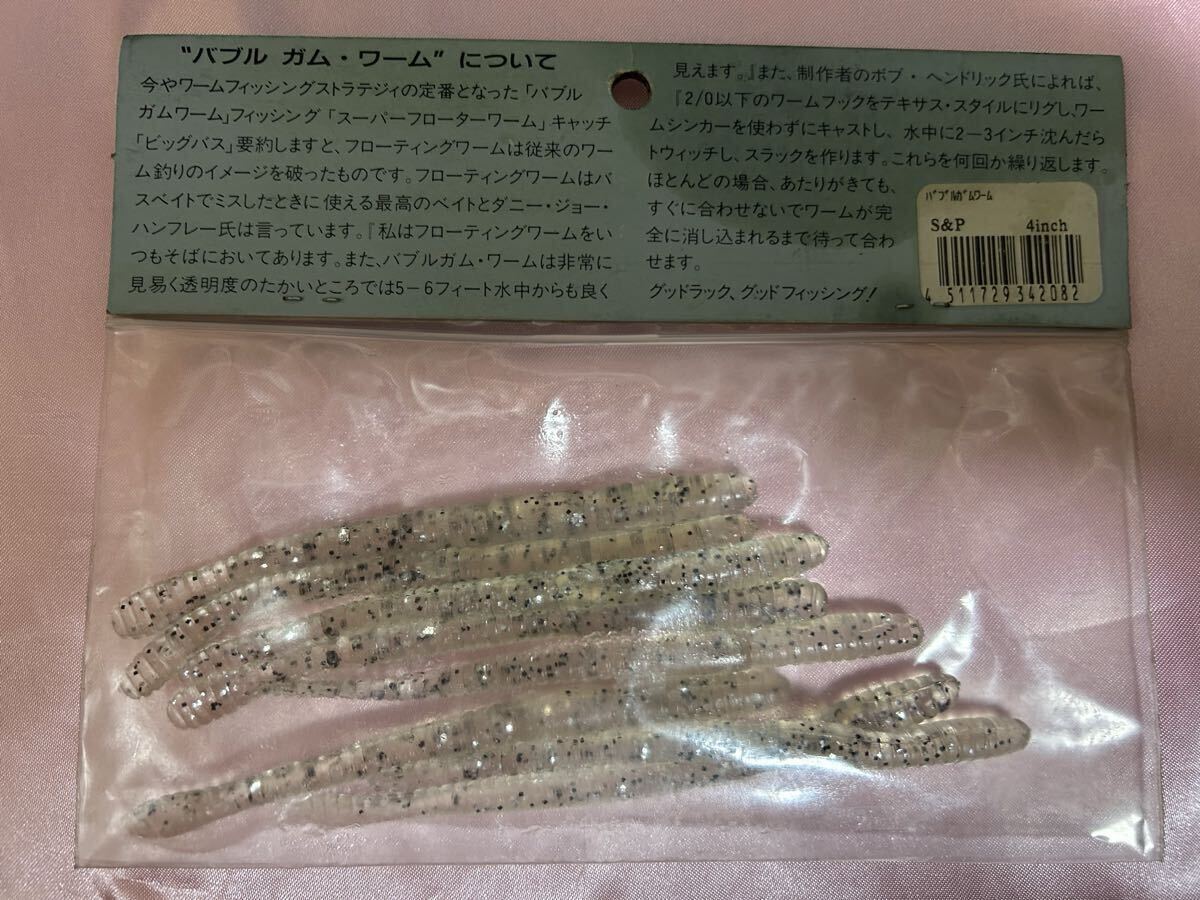 "バブル ガム・ワーム" について
今やワームフィッシングストラテジィの定番となった「バブル
ガムワーム」フィッシング 「スーパーフローターワーム」 キャッチ
「ビッグバス」要約しますと、フローティングワームは従来のワー
ム釣りのイメージを破ったものです。フローティングワームはバ
スベイトでミスしたときに 使える最高のベイトとダニー・ジョー・
ハンフレー氏は言っています。『私はフローティングワームをい
つもそばにおいてあります。また、バブルガム・ワームは非常に
見易く透明度のたかいところでは5−6フィート水中からも良く
見えます。』また、制作者のボブ・ ヘンドリック氏によれば、
『2/0以下のワームフックをテキサス・スタイルにリグし、ワー
ムシンカーを使わずにキャストし、水中に2−3インチ沈んだら
トウィッチし、スラックを作ります。これらを何回か繰り返します。
ほとんどの場合、あたりがきても、
すぐに合わせないでワームが完
全に消し込まれるまで待って合わ
せます。
グッドラック、グッドフィッシング!
ﾊﾞﾌﾞﾙｶﾞﾑﾜｰﾑ
S&P 4inch
4 511729 342082